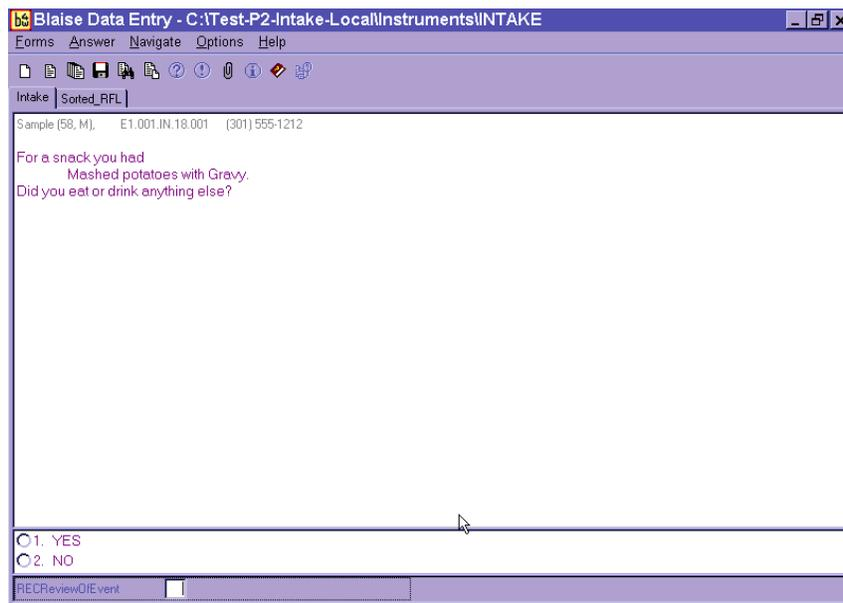 Blaise Data Entry - C:\Test-P2-Intake-Local\Instruments\INTAKE
Forms Answer Navigate Options Help
Intake Sorted_RFL
Sample (58, M), E1.001.IN.18.001 (301) 555-1212
For a snack you had
Mashed potatoes with Gravy.
Did you eat or drink anything else?
1. YES
2. NO
RECReviewOfEvent